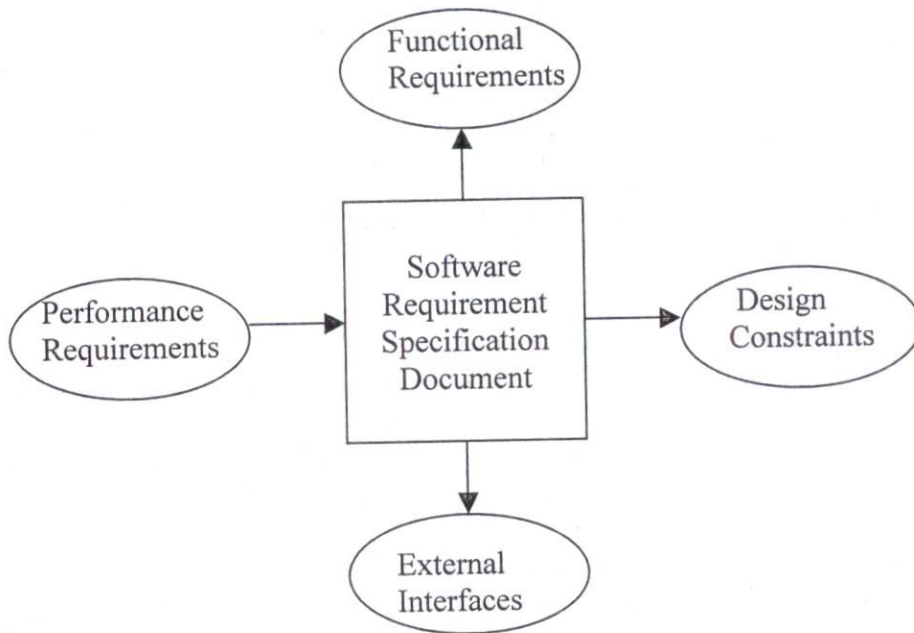 Functional
Requirements
Software
Requirement
Specification
Document
Performance
Requirements
Design
Constraints
External
Interfaces